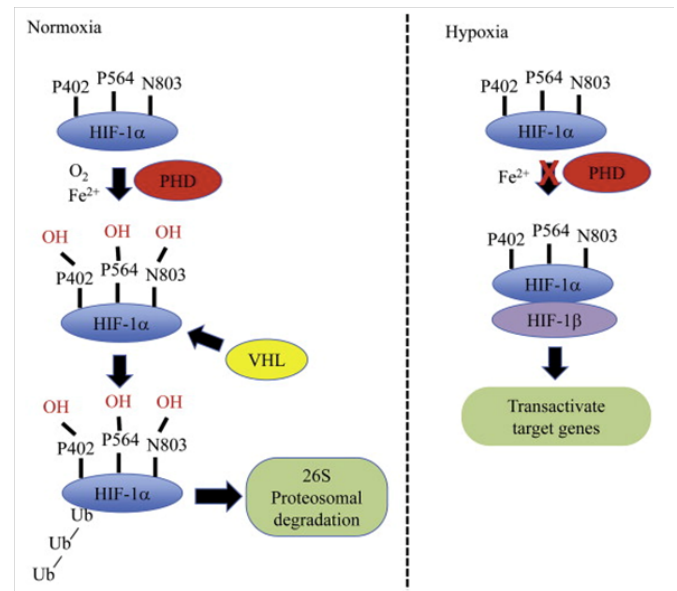 Normoxia
P402 P564 N803
HIF-1α
O₂
Fe²⁺
PHD
OH OH OH
P402 P564 N803
HIF-1α
VHL
OH OH OH
P402 P564 N803
HIF-1α
Ub
Ub
Ub
26S
Proteosomal
degradation
Hypoxia
P402 P564 N803
HIF-1α
Fe²⁺ X PHD
P402 P564 N803
HIF-1α
HIF-1β
Transactivate
target genes